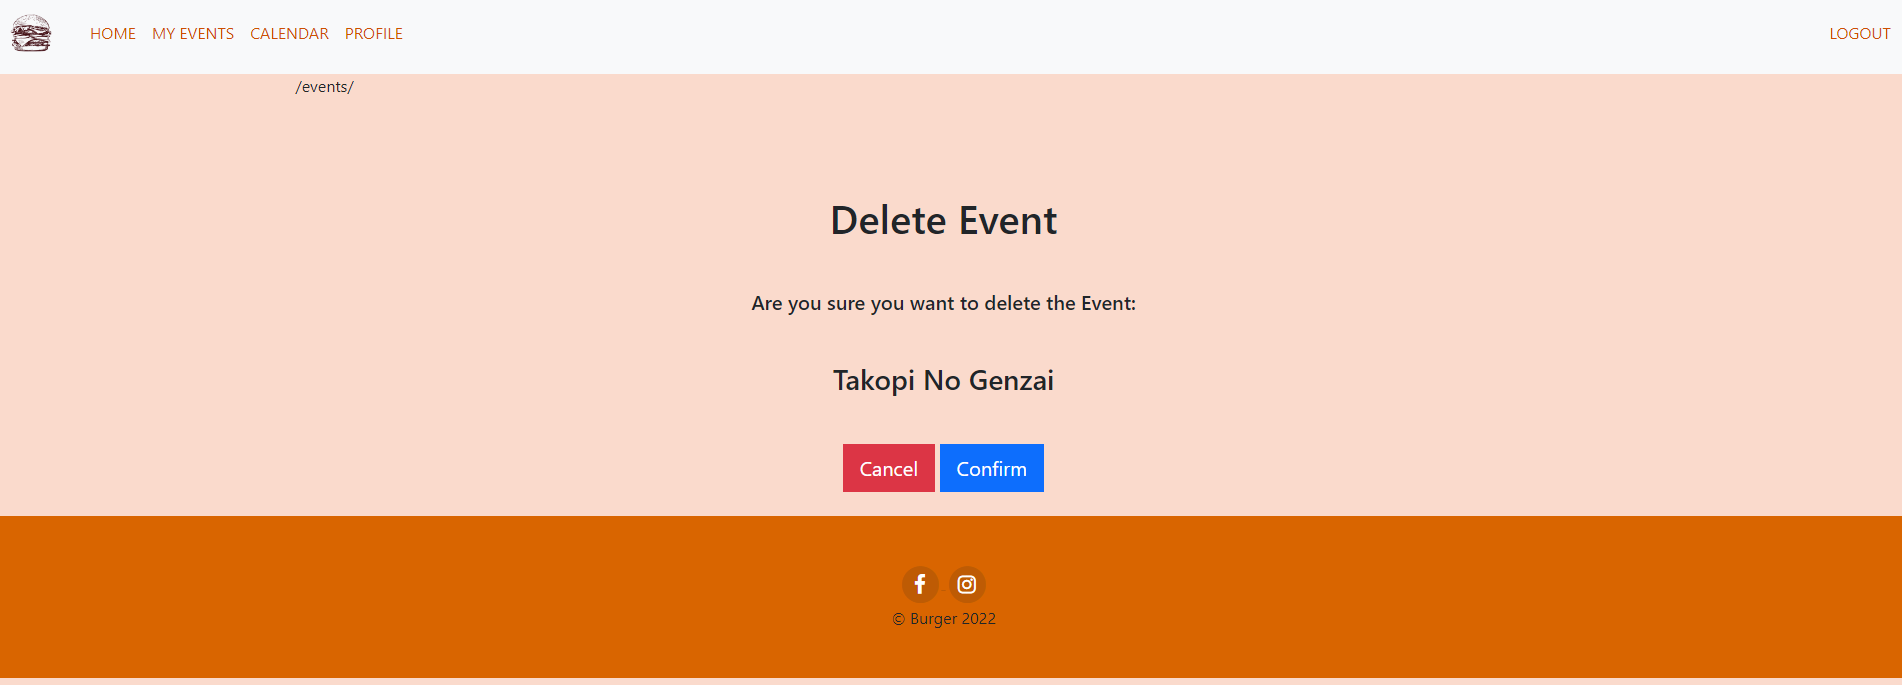 HOME MY EVENTS CALENDAR PROFILE LOGOUT
/events/
Delete Event
Are you sure you want to delete the Event:
Takopi No Genzai
Cancel Confirm
© Burger 2022